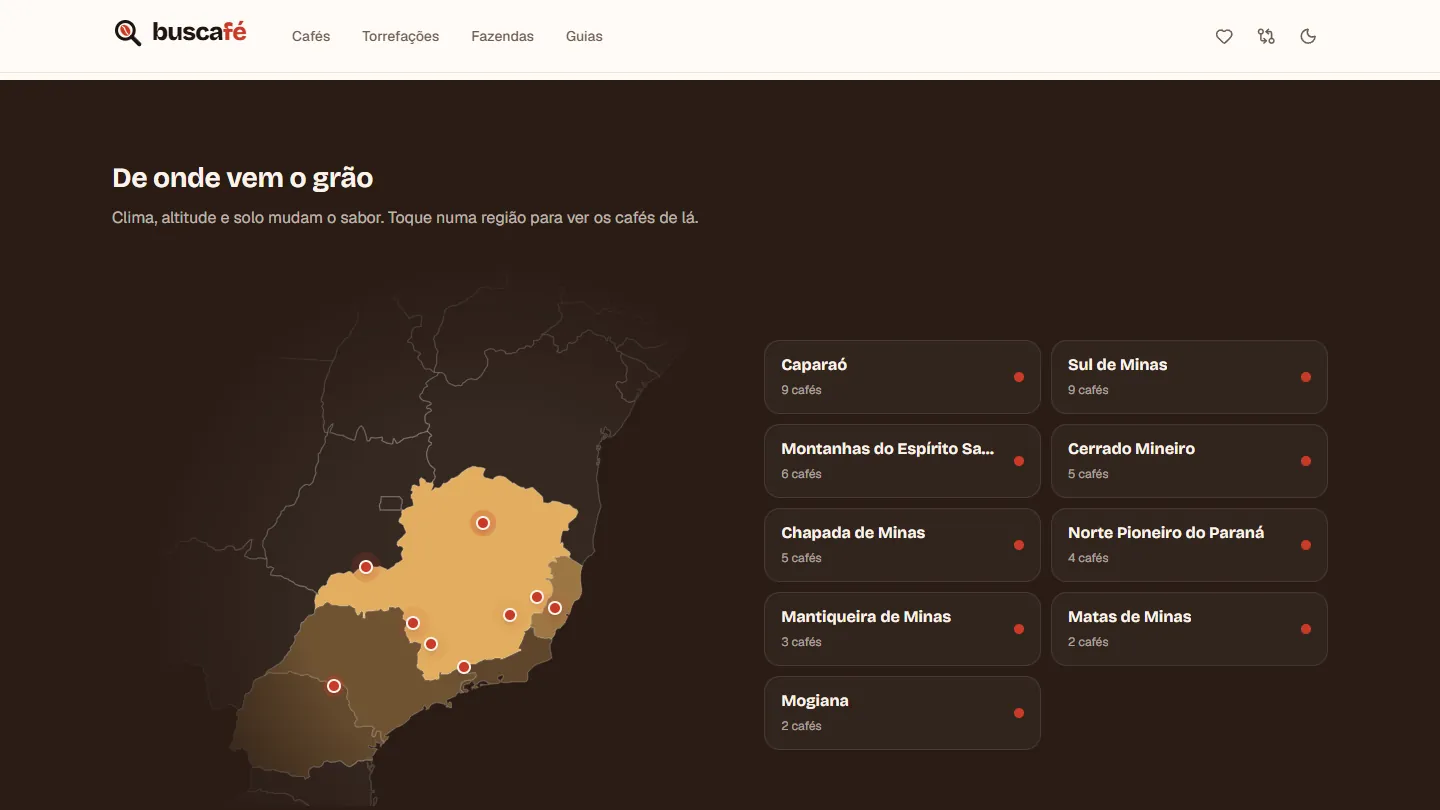 buscafé
Cafés
Torrefações
Fazendas
Guias
De onde vem o grão
Clima, altitude e solo mudam o sabor. Toque numa região para ver os cafés de lá.
Caparaó
9 cafés
Sul de Minas
9 cafés
Montanhas do Espírito Sa...
6 cafés
Cerrado Mineiro
5 cafés
Chapada de Minas
5 cafés
Norte Pioneiro do Paraná
4 cafés
Mantiqueira de Minas
3 cafés
Matas de Minas
2 cafés
Mogiana
2 cafés